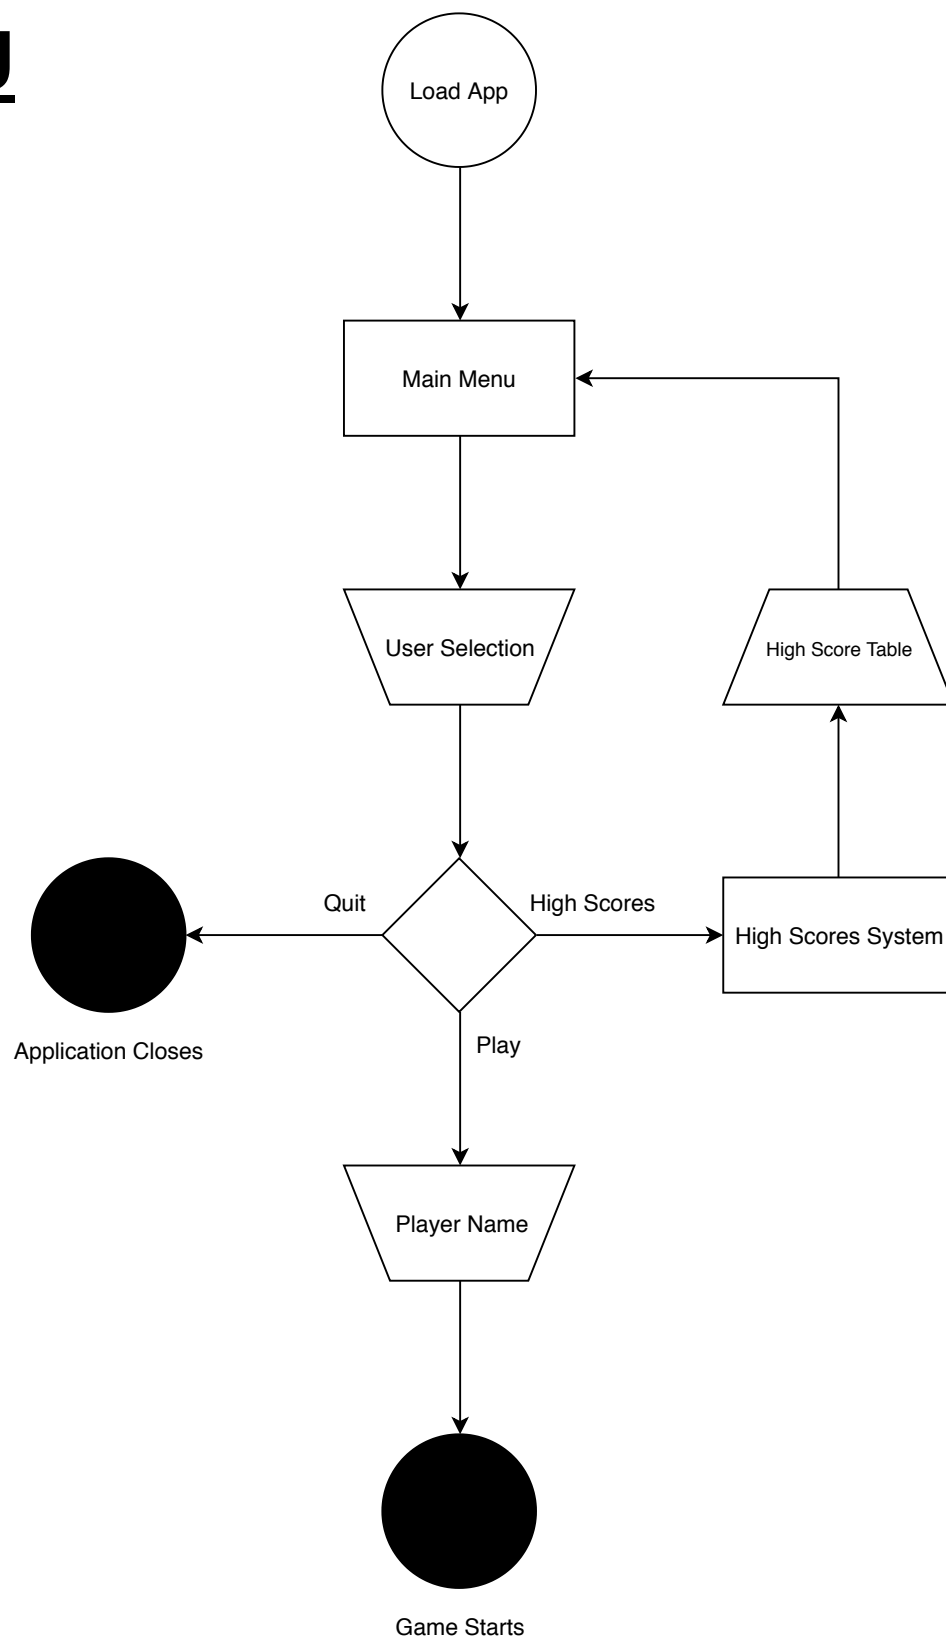 Load App
Main Menu
User Selection
High Score Table
Quit
High Scores
High Scores System
Application Closes
Play
Player Name
Game Starts